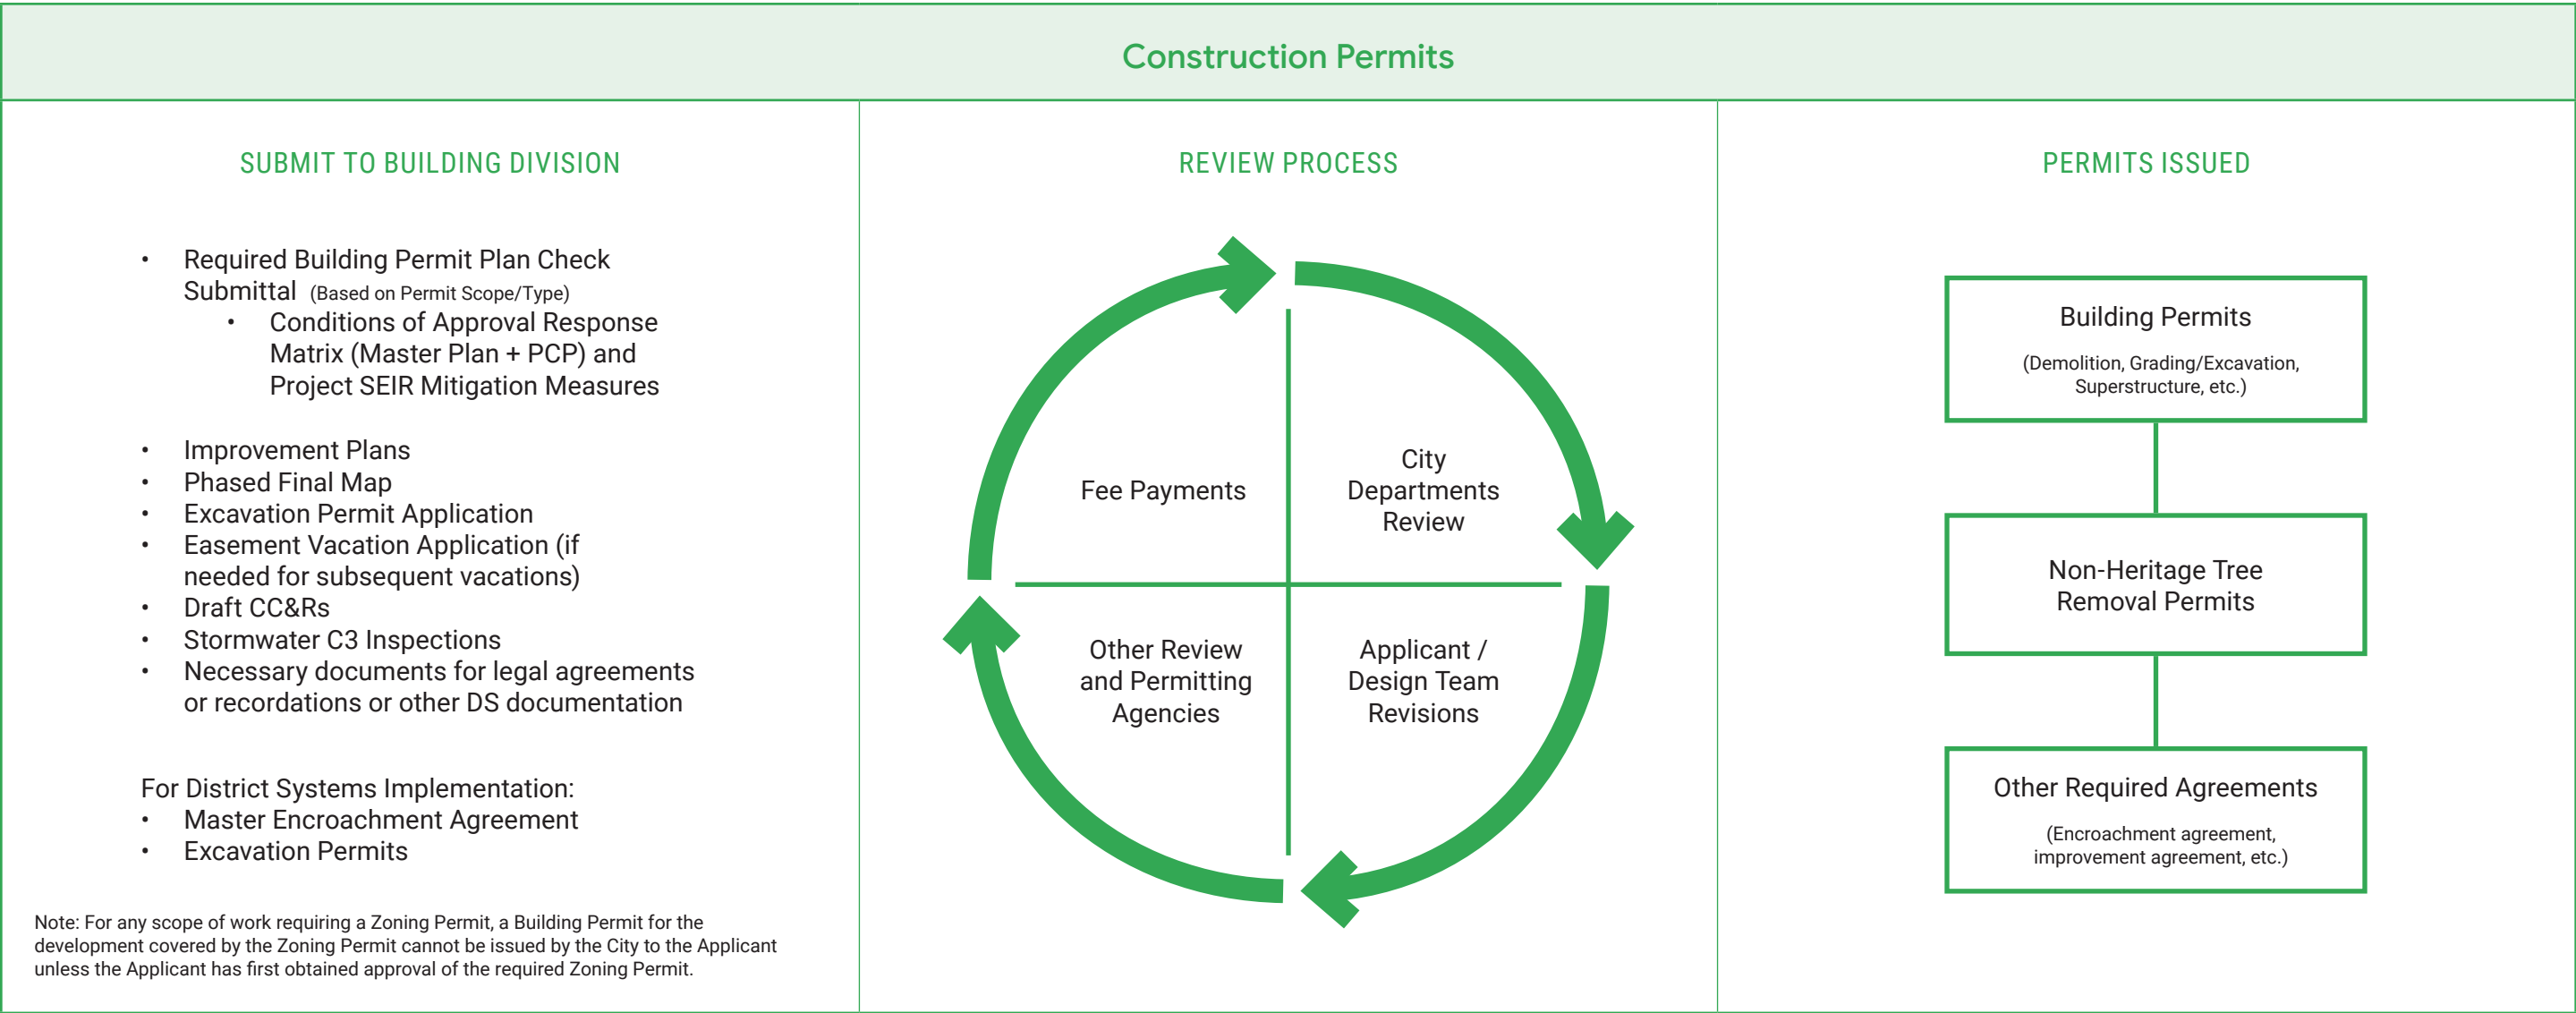 Construction Permits
SUBMIT TO BUILDING DIVISION
• Required Building Permit Plan Check
Submittal (Based on Permit Scope/Type)
• Conditions of Approval Response
Matrix (Master Plan + PCP) and
Project SEIR Mitigation Measures
• Improvement Plans
• Phased Final Map
• Excavation Permit Application
• Easement Vacation Application (if
needed for subsequent vacations)
• Draft CC&Rs
• Stormwater C3 Inspections
• Necessary documents for legal agreements
or recordations or other DS documentation
For District Systems Implementation:
• Master Encroachment Agreement
• Excavation Permits
Note: For any scope of work requiring a Zoning Permit, a Building Permit for the
development covered by the Zoning Permit cannot be issued by the City to the Applicant
unless the Applicant has first obtained approval of the required Zoning Permit.
REVIEW PROCESS
Fee Payments
City
Departments
Review
Other Review
and Permitting
Agencies
Applicant /
Design Team
Revisions
PERMITS ISSUED
Building Permits
(Demolition, Grading/Excavation,
Superstructure, etc.)
Non-Heritage Tree
Removal Permits
Other Required Agreements
(Encroachment agreement,
improvement agreement, etc.)